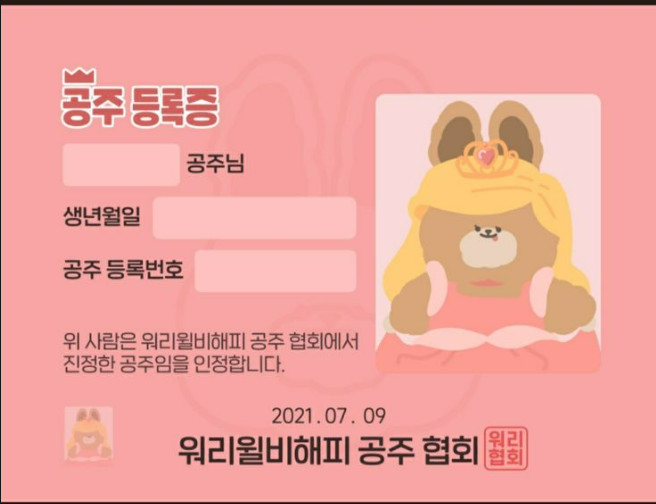 공주 등록증
공주님
생년월일
공주 등록번호
위 사람은 워리윌비해피 공주 협회에서
진정한 공주임을 인정합니다.
2021.07.09
워리윌비해피 공주 협회
워리
협회